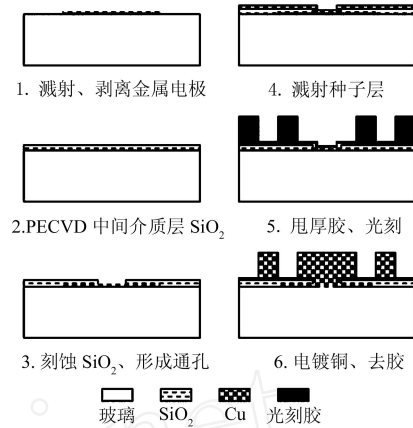 1. 溅射、剥离金属电极
4. 溅射种子层
2.PECVD 中间介质层 SiO₂
5. 甩厚胶、光刻
3. 刻蚀 SiO₂、形成通孔
6. 电镀铜、去胶
玻璃 SiO₂ Cu 光刻胶